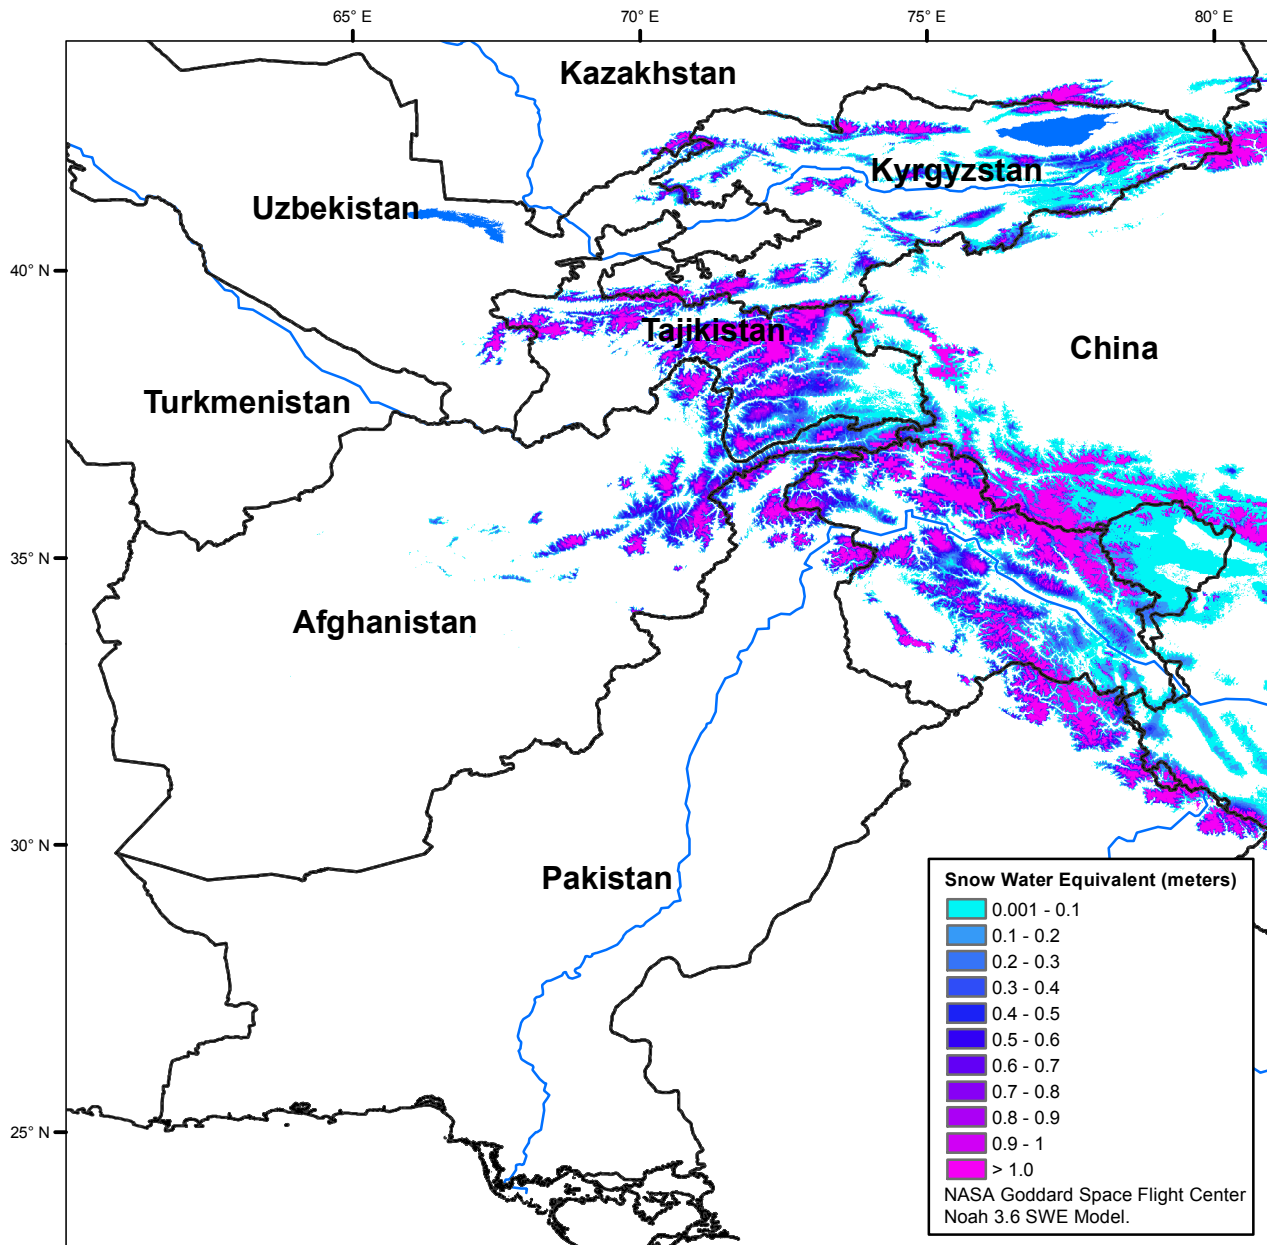 65° E
70° E
75° E
80° E
Kazakhstan
Kyrgyzstan
Uzbekistan
40° N
Tajikistan
China
Turkmenistan
35° N
Afghanistan
30° N
Pakistan
25° N
Snow Water Equivalent (meters)
0.001 - 0.1
0.1 - 0.2
0.2 - 0.3
0.3 - 0.4
0.4 - 0.5
0.5 - 0.6
0.6 - 0.7
0.7 - 0.8
0.8 - 0.9
0.9 - 1
> 1.0
NASA Goddard Space Flight Center
Noah 3.6 SWE Model.